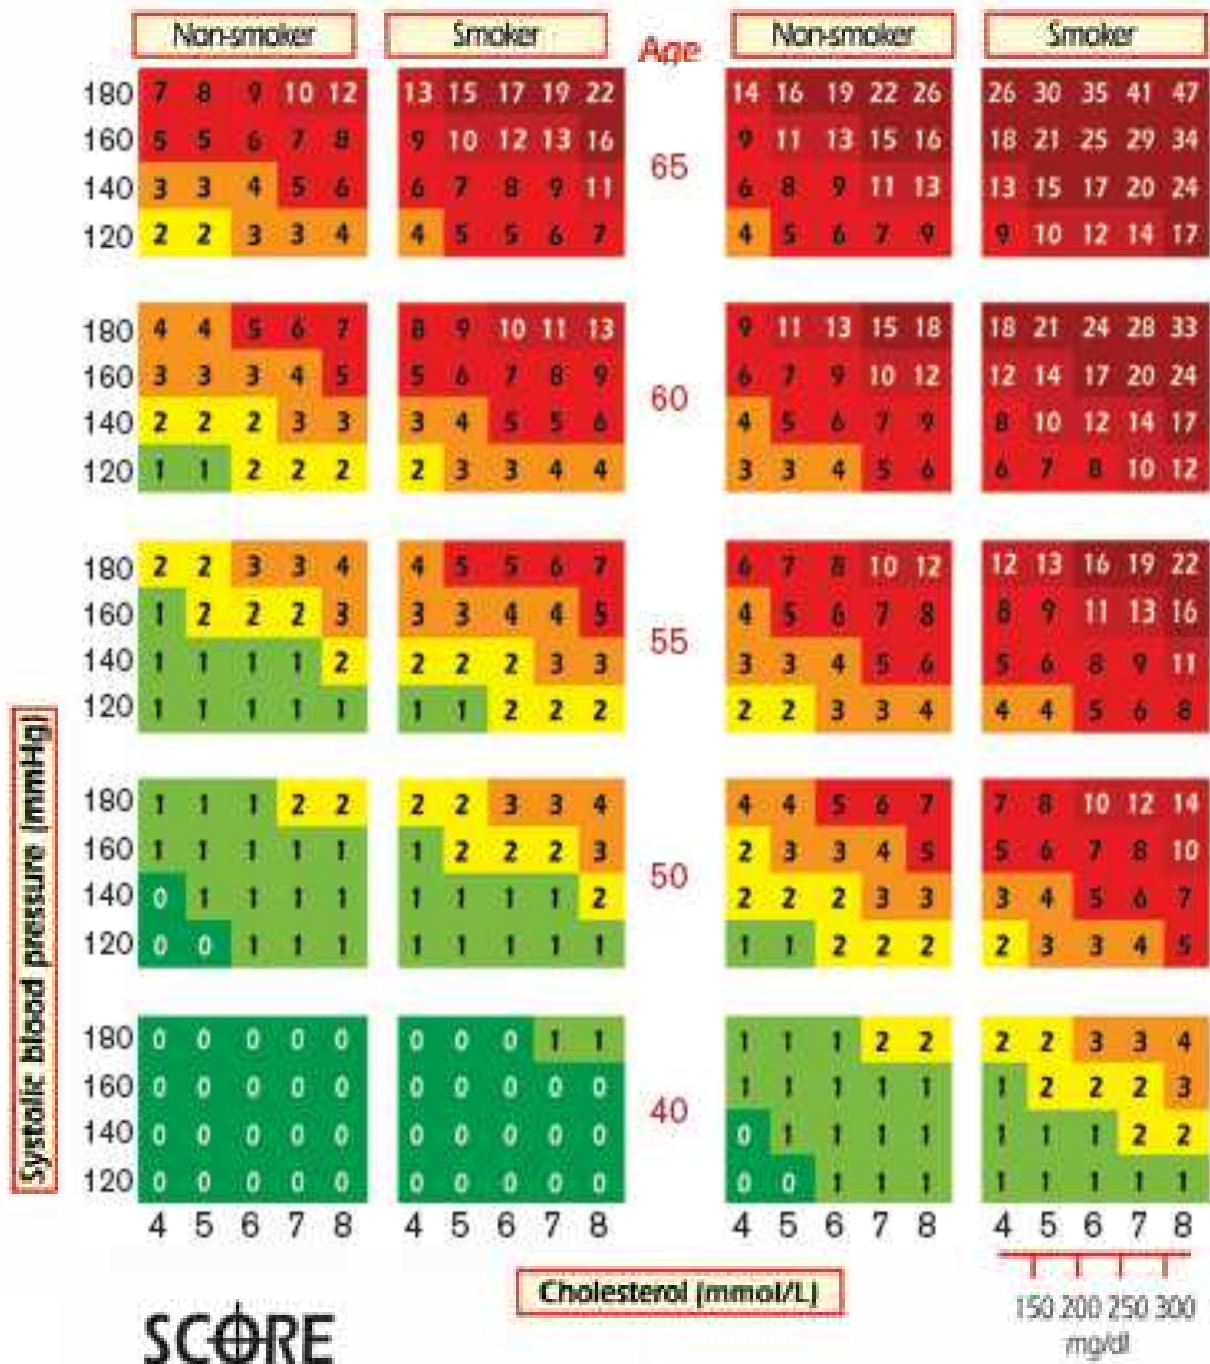 Non-smoker Smoker Age Non-smoker Smoker
180 7 8 9 10 12 13 15 17 19 22 14 16 19 22 26 26 30 35 41 47
160 5 5 6 7 8 9 10 12 13 16 9 11 13 15 16 18 21 25 29 34
65
140 3 3 4 5 6 6 7 8 9 11 6 8 9 11 13 13 15 17 20 24
120 2 2 3 3 4 4 5 5 6 7 4 5 6 7 9 9 10 12 14 17
180 4 4 5 6 7 8 9 10 11 13 9 11 13 15 18 18 21 24 28 33
160 3 3 3 4 5 5 6 7 8 9 6 7 9 10 12 12 14 17 20 24
60
140 2 2 2 3 3 3 4 5 5 6 4 5 6 7 9 8 10 12 14 17
120 1 1 2 2 2 2 3 3 4 4 3 3 4 5 6 6 7 8 10 12
180 2 2 3 3 4 4 5 5 6 7 6 7 8 10 12 12 13 16 19 22
160 1 2 2 2 3 3 3 4 4 5 4 5 6 7 8 8 9 11 13 16
55
140 1 1 1 1 2 2 2 2 3 3 3 3 4 5 6 5 6 8 9 11
120 1 1 1 1 1 1 1 2 2 2 2 2 3 3 4 4 4 5 6 8
180 1 1 1 2 2 2 2 3 3 4 4 4 5 6 7 7 8 10 12 14
160 1 1 1 1 1 1 2 2 2 3 2 3 3 4 5 5 6 7 8 10
50
140 0 1 1 1 1 1 1 1 1 2 2 2 2 3 3 3 4 5 6 7
120 0 0 1 1 1 1 1 1 1 1 1 1 2 2 2 2 3 3 4 5
180 0 0 0 0 0 0 0 0 1 1 1 1 1 2 2 2 2 3 3 4
160 0 0 0 0 0 0 0 0 0 0 1 1 1 1 1 1 2 2 2 3
40
140 0 0 0 0 0 0 0 0 0 0 0 1 1 1 1 1 1 1 2 2
120 0 0 0 0 0 0 0 0 0 0 0 0 1 1 1 1 1 1 1 1
4 5 6 7 8 4 5 6 7 8 4 5 6 7 8 4 5 6 7 8
Systolic blood pressure (mmHg)
Cholesterol (mmol/L)
150 200 250 300
mg/dl
SCORE